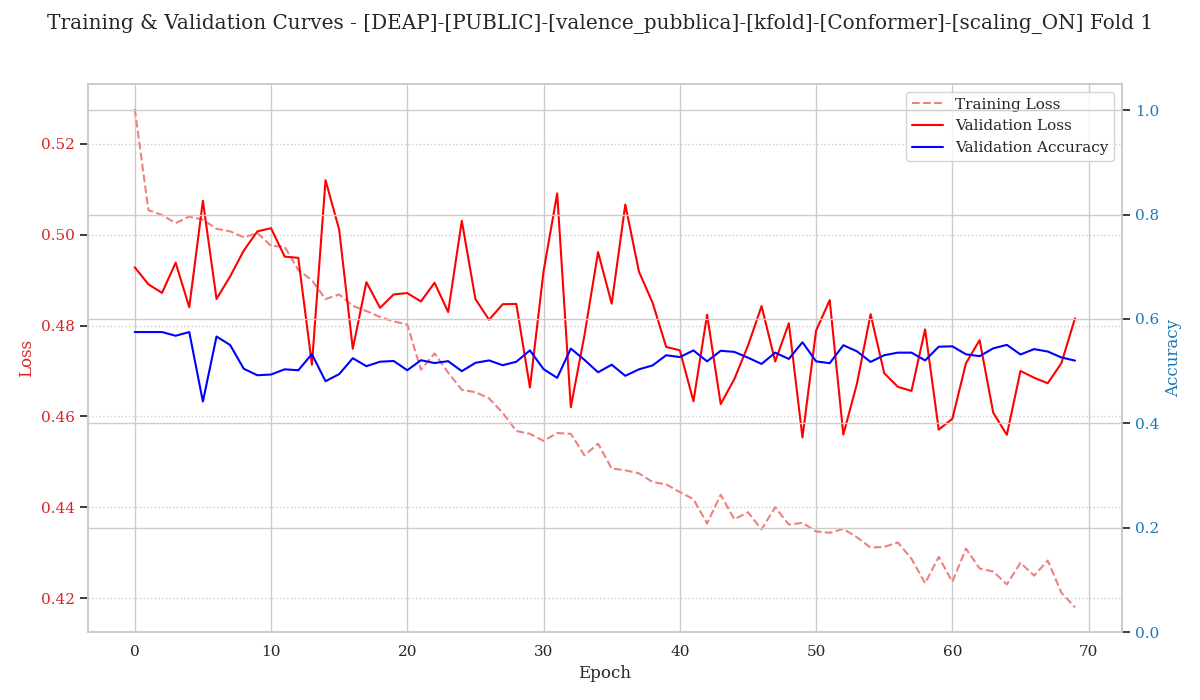 Training & Validation Curves - [DEAP]-[PUBLIC]-[valence_pubblica]-[kfold]-[Conformer]-[scaling_ON] Fold 1
Training Loss
Validation Loss
Validation Accuracy
Loss
0.52
0.50
0.48
0.46
0.44
0.42
1.0
0.8
0.6
0.4
0.2
0.0
Accuracy
0
10
20
30
40
50
60
70
Epoch